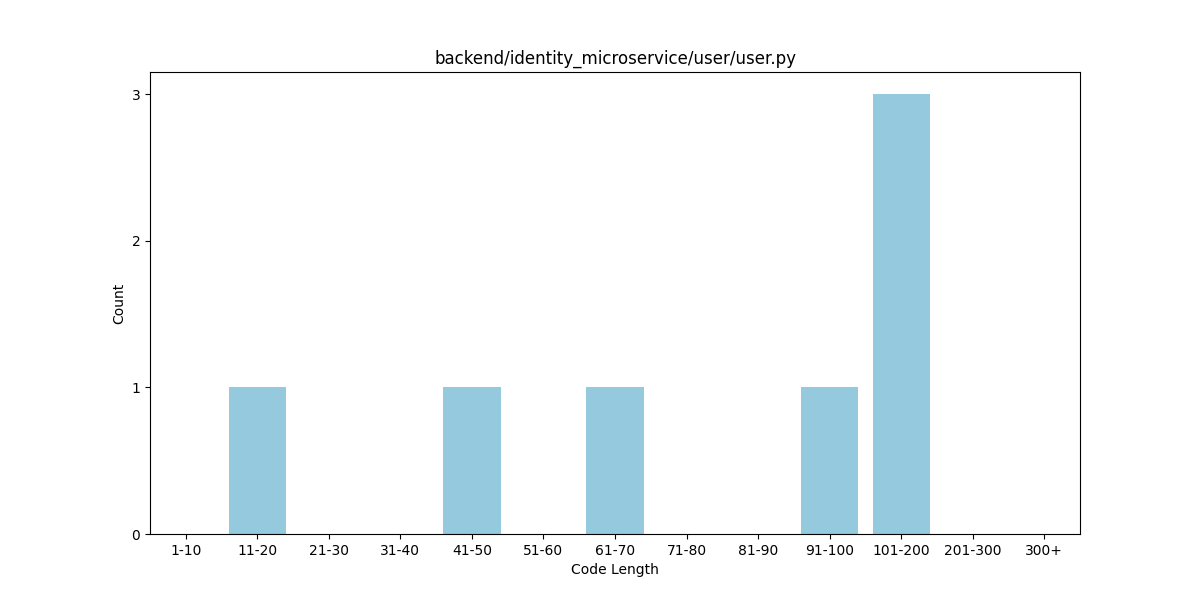 backend/identity_microservice/user/user.py
3
2
1
0
Count
1-10 11-20 21-30 31-40 41-50 51-60 61-70 71-80 81-90 91-100 101-200 201-300 300+
Code Length